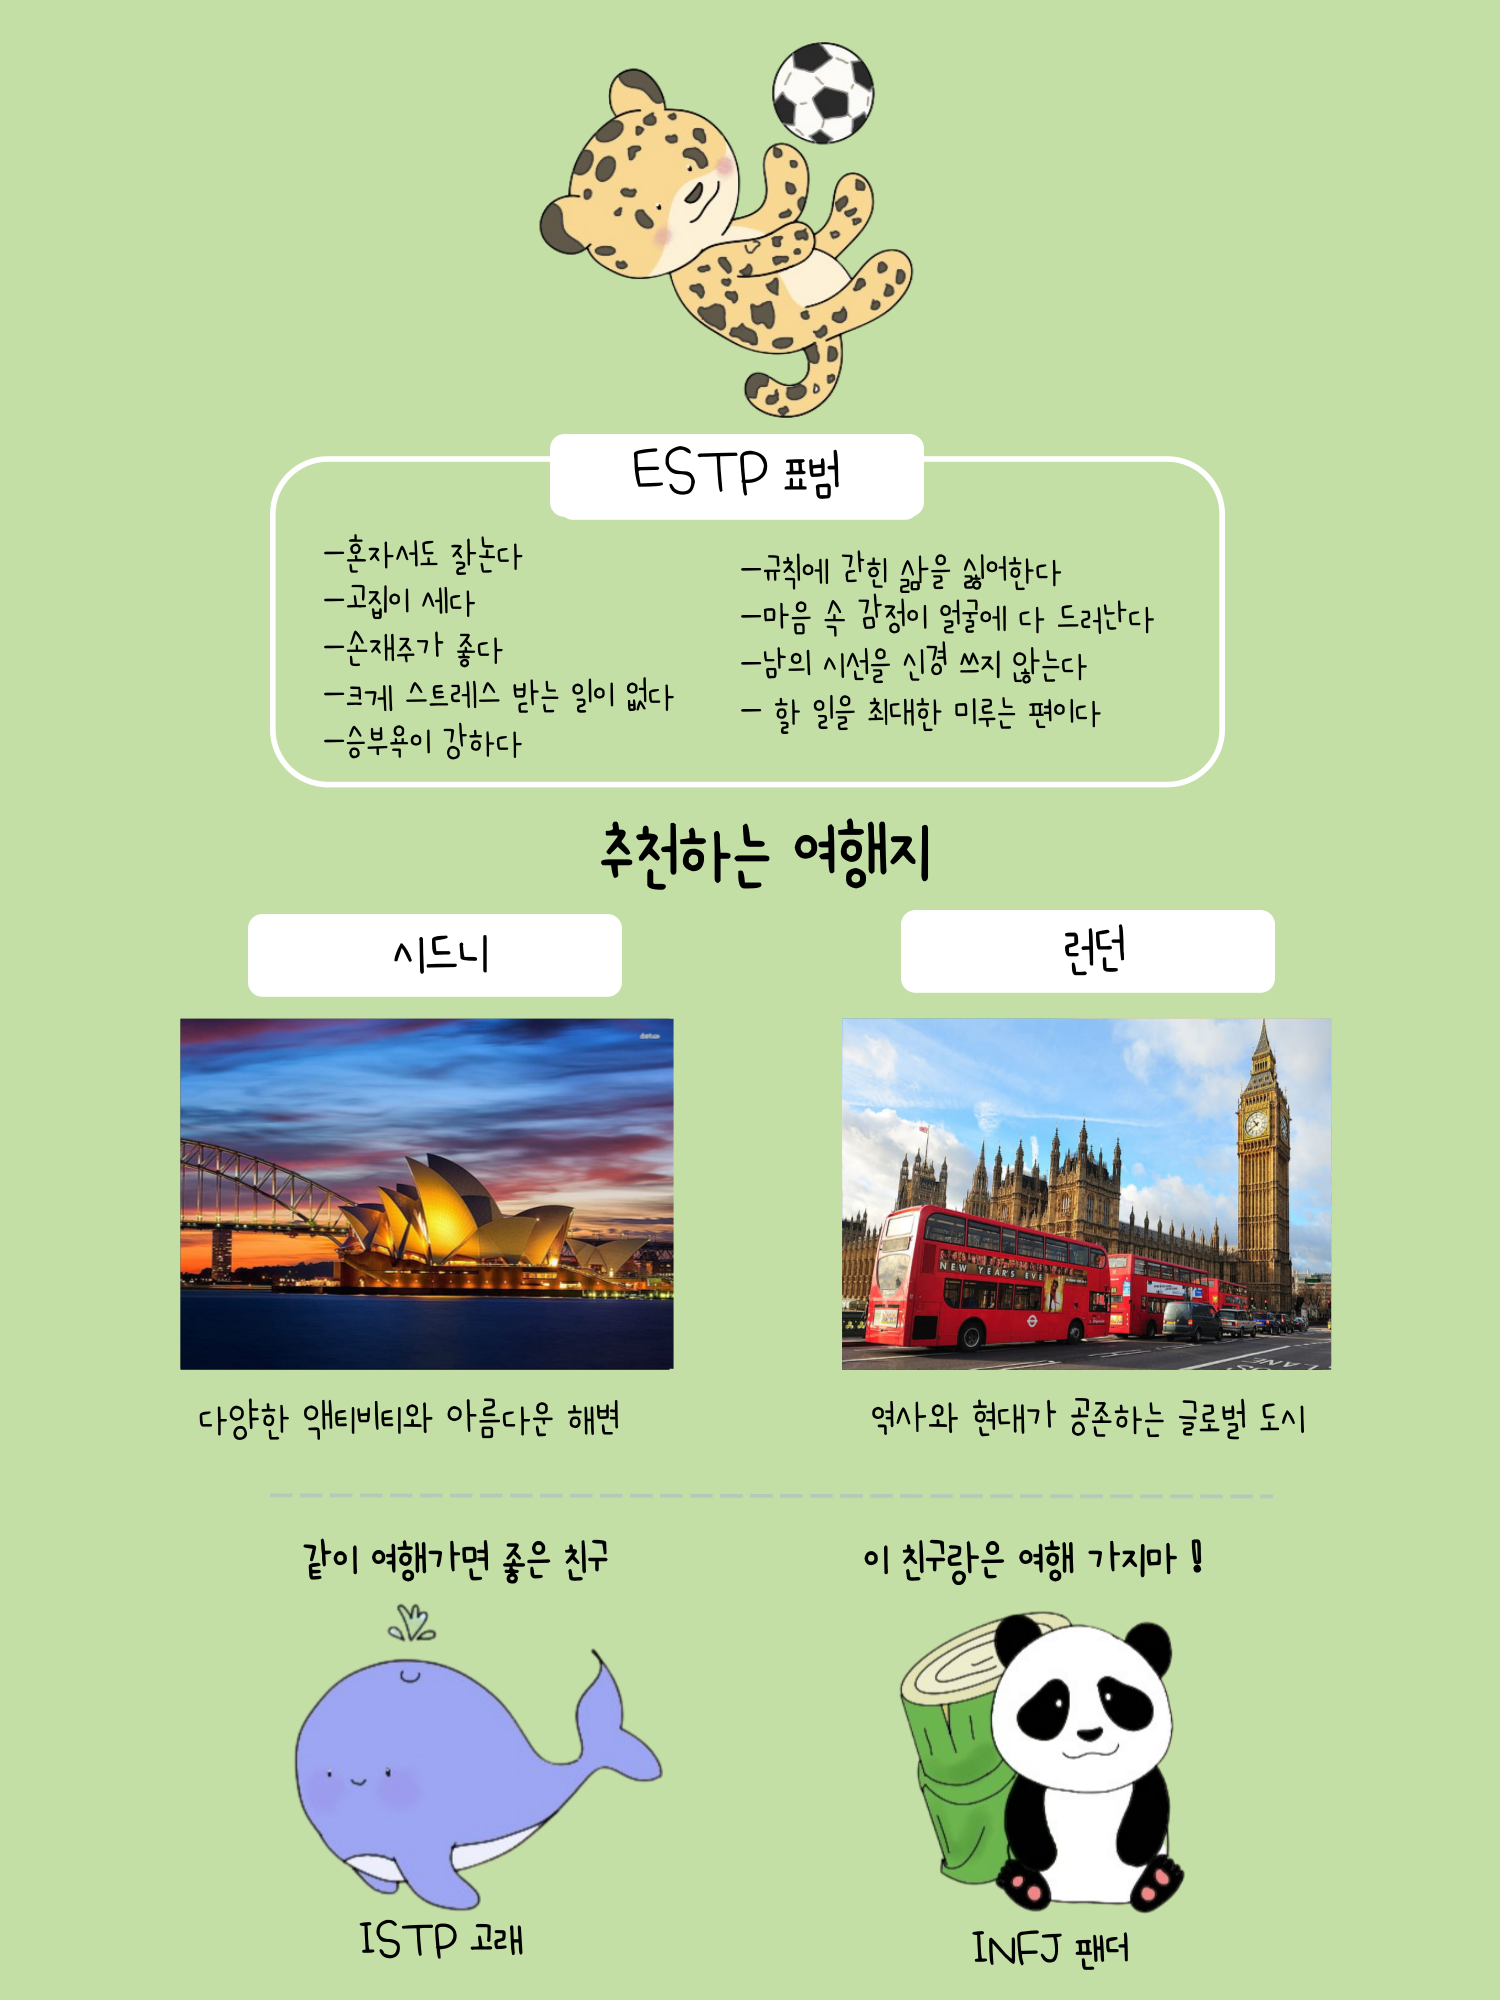 ESTP 표범
-혼자서도 잘논다
-고집이 세다
-손재주가 좋다
-크게 스트레스 받는 일이 없다
-승부욕이 강하다
-규칙에 갇힌 삶을 싫어한다
-마음 속 감정이 얼굴에 다 드러난다
-남의 시선을 신경 쓰지 않는다
- 할 일을 최대한 미루는 편이다
추천하는 여행지
시드니
런던
NEW YEAR'S EVE
다양한 액티비티와 아름다운 해변
역사와 현대가 공존하는 글로벌 도시
같이 여행가면 좋은 친구
이 친구랑은 여행 가지마 !
ISTP 고래
INFJ 팬더